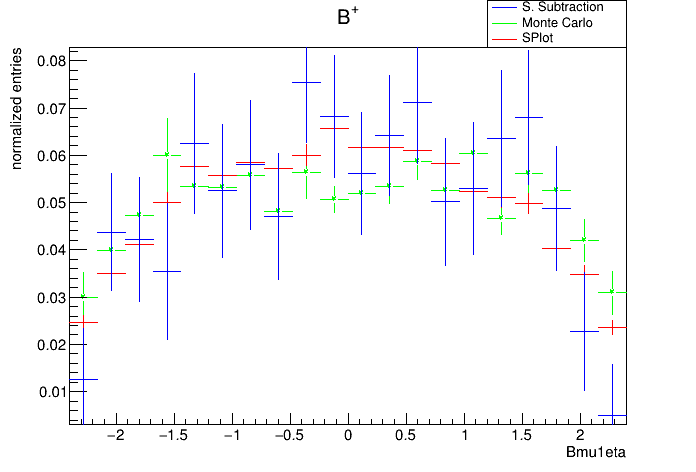 B+
S. Subtraction
Monte Carlo
SPlot
normalized entries
0.08
0.07
0.06
0.05
0.04
0.03
0.02
0.01
−2 −1.5 −1 −0.5 0 0.5 1 1.5 2
Bmu1eta